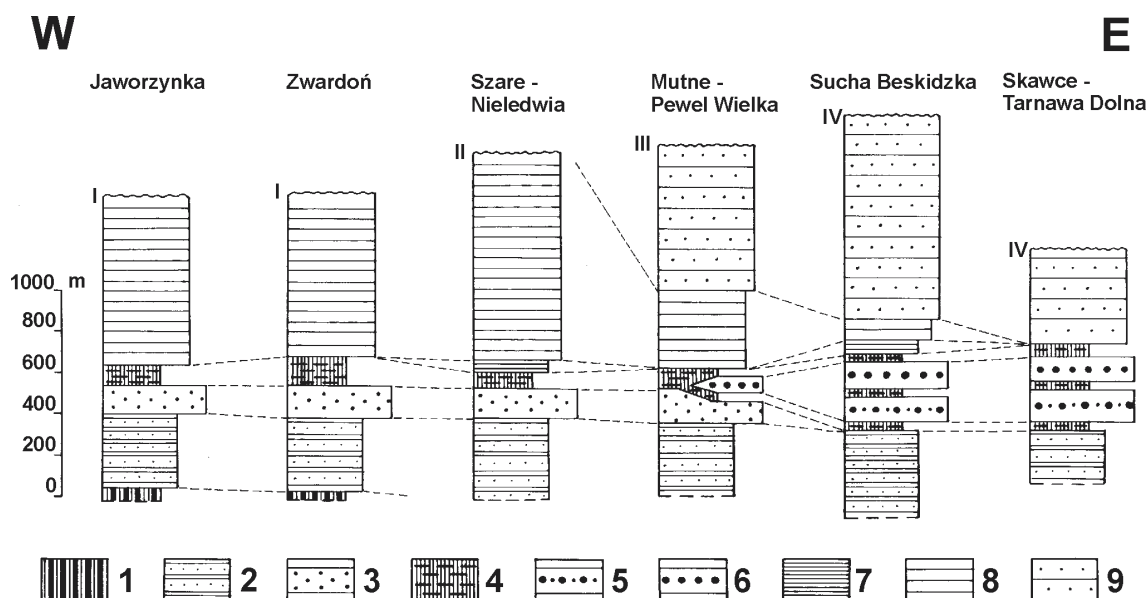 W
E
Jaworzynka
Zwardoń
Szare -
Nieledwia
Mutne -
Pewel Wielka
Sucha Beskidzka
Skawce -
Tarnawa Dolna
I
I
II
III
IV
IV
1000 m
800
600
400
200
0
1 2 3 4 5 6 7 8 9